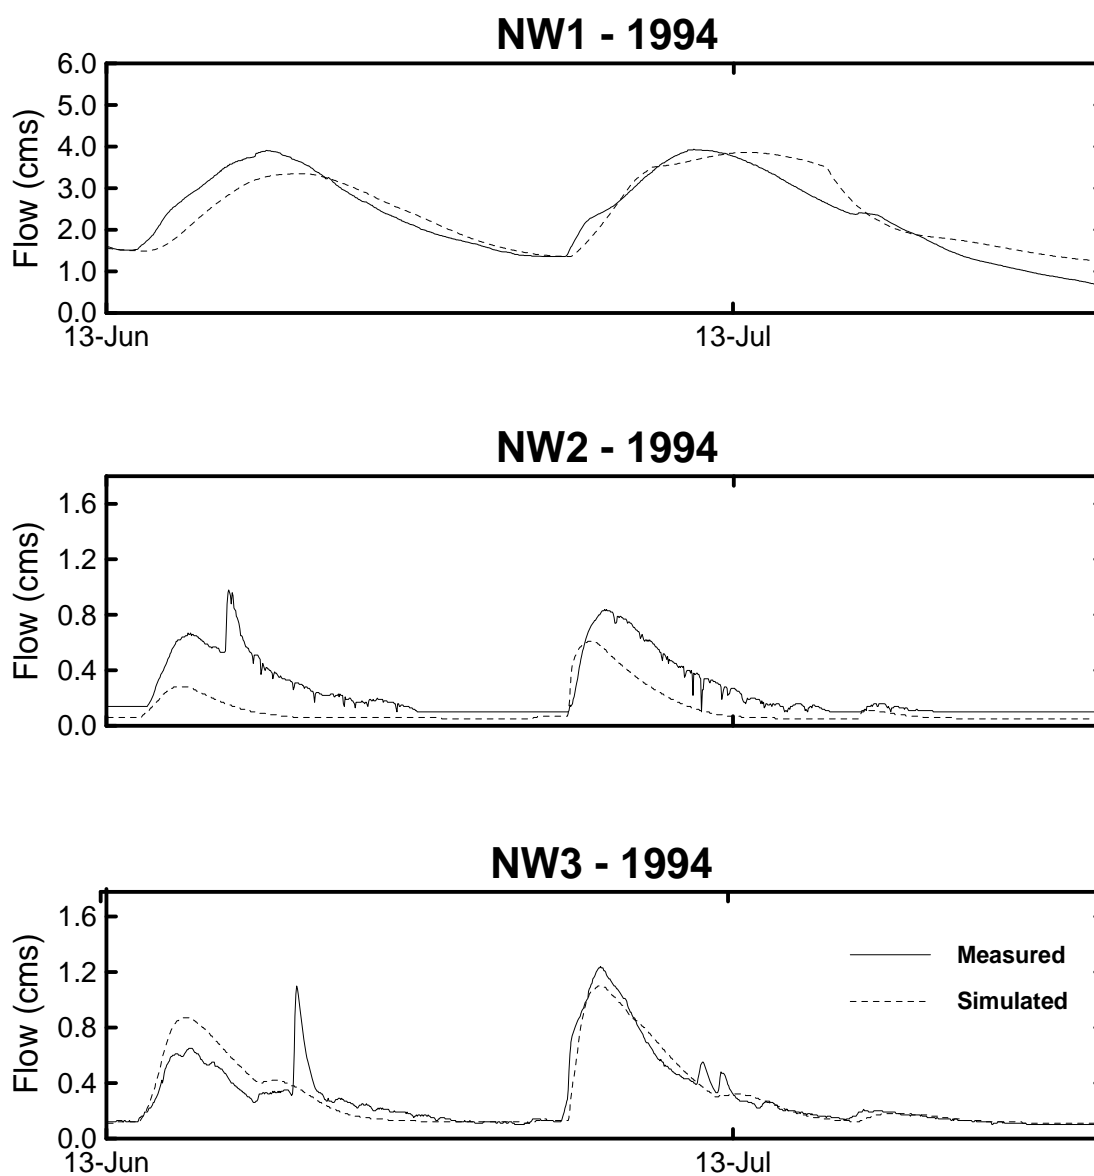 NW1 - 1994
Flow (cms)
6.0
5.0
4.0
3.0
2.0
1.0
0.0
13-Jun 13-Jul
NW2 - 1994
Flow (cms)
1.6
1.2
0.8
0.4
0.0
NW3 - 1994
Flow (cms)
1.6
1.2
0.8
0.4
0.0
Measured
Simulated
13-Jun 13-Jul